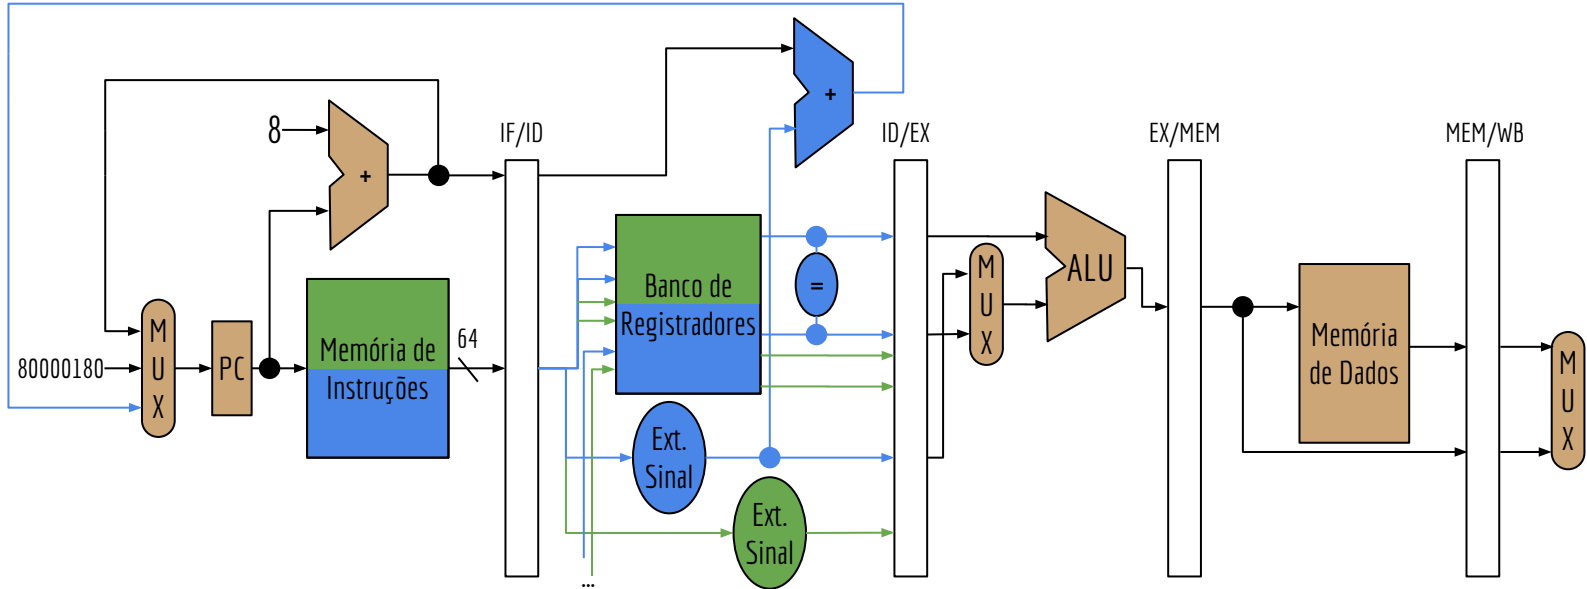 +
8
IF/ID
ID/EX
EX/MEM
MEM/WB
+
M
U
X
80000180
PC
Memória de
Instruções
64
Banco de
Registradores
=
M
U
X
ALU
Memória
de Dados
M
U
X
Ext.
Sinal
Ext.
Sinal
...